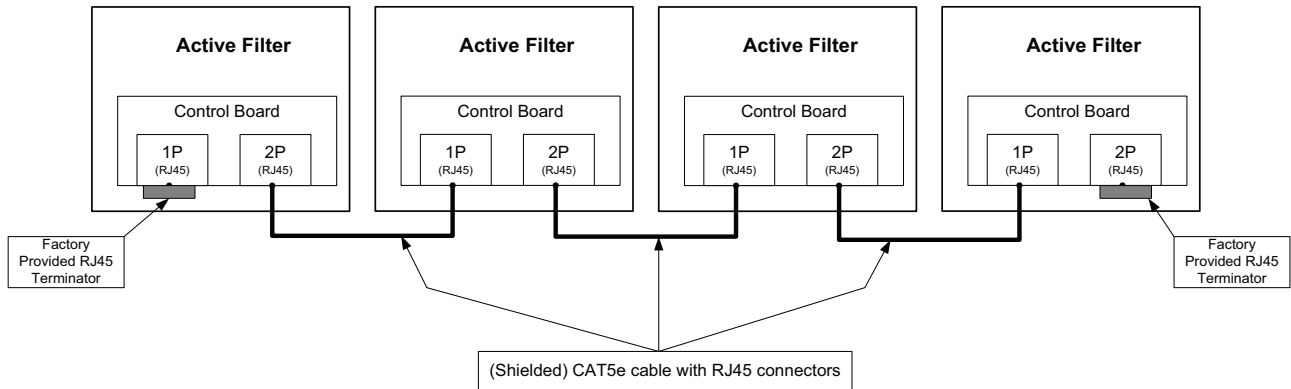 Active Filter
Active Filter
Active Filter
Active Filter
Control Board
Control Board
Control Board
Control Board
1P
(RJ45)
2P
(RJ45)
1P
(RJ45)
2P
(RJ45)
1P
(RJ45)
2P
(RJ45)
1P
(RJ45)
2P
(RJ45)
Factory
Provided RJ45
Terminator
Factory
Provided RJ45
Terminator
(Shielded) CAT5e cable with RJ45 connectors